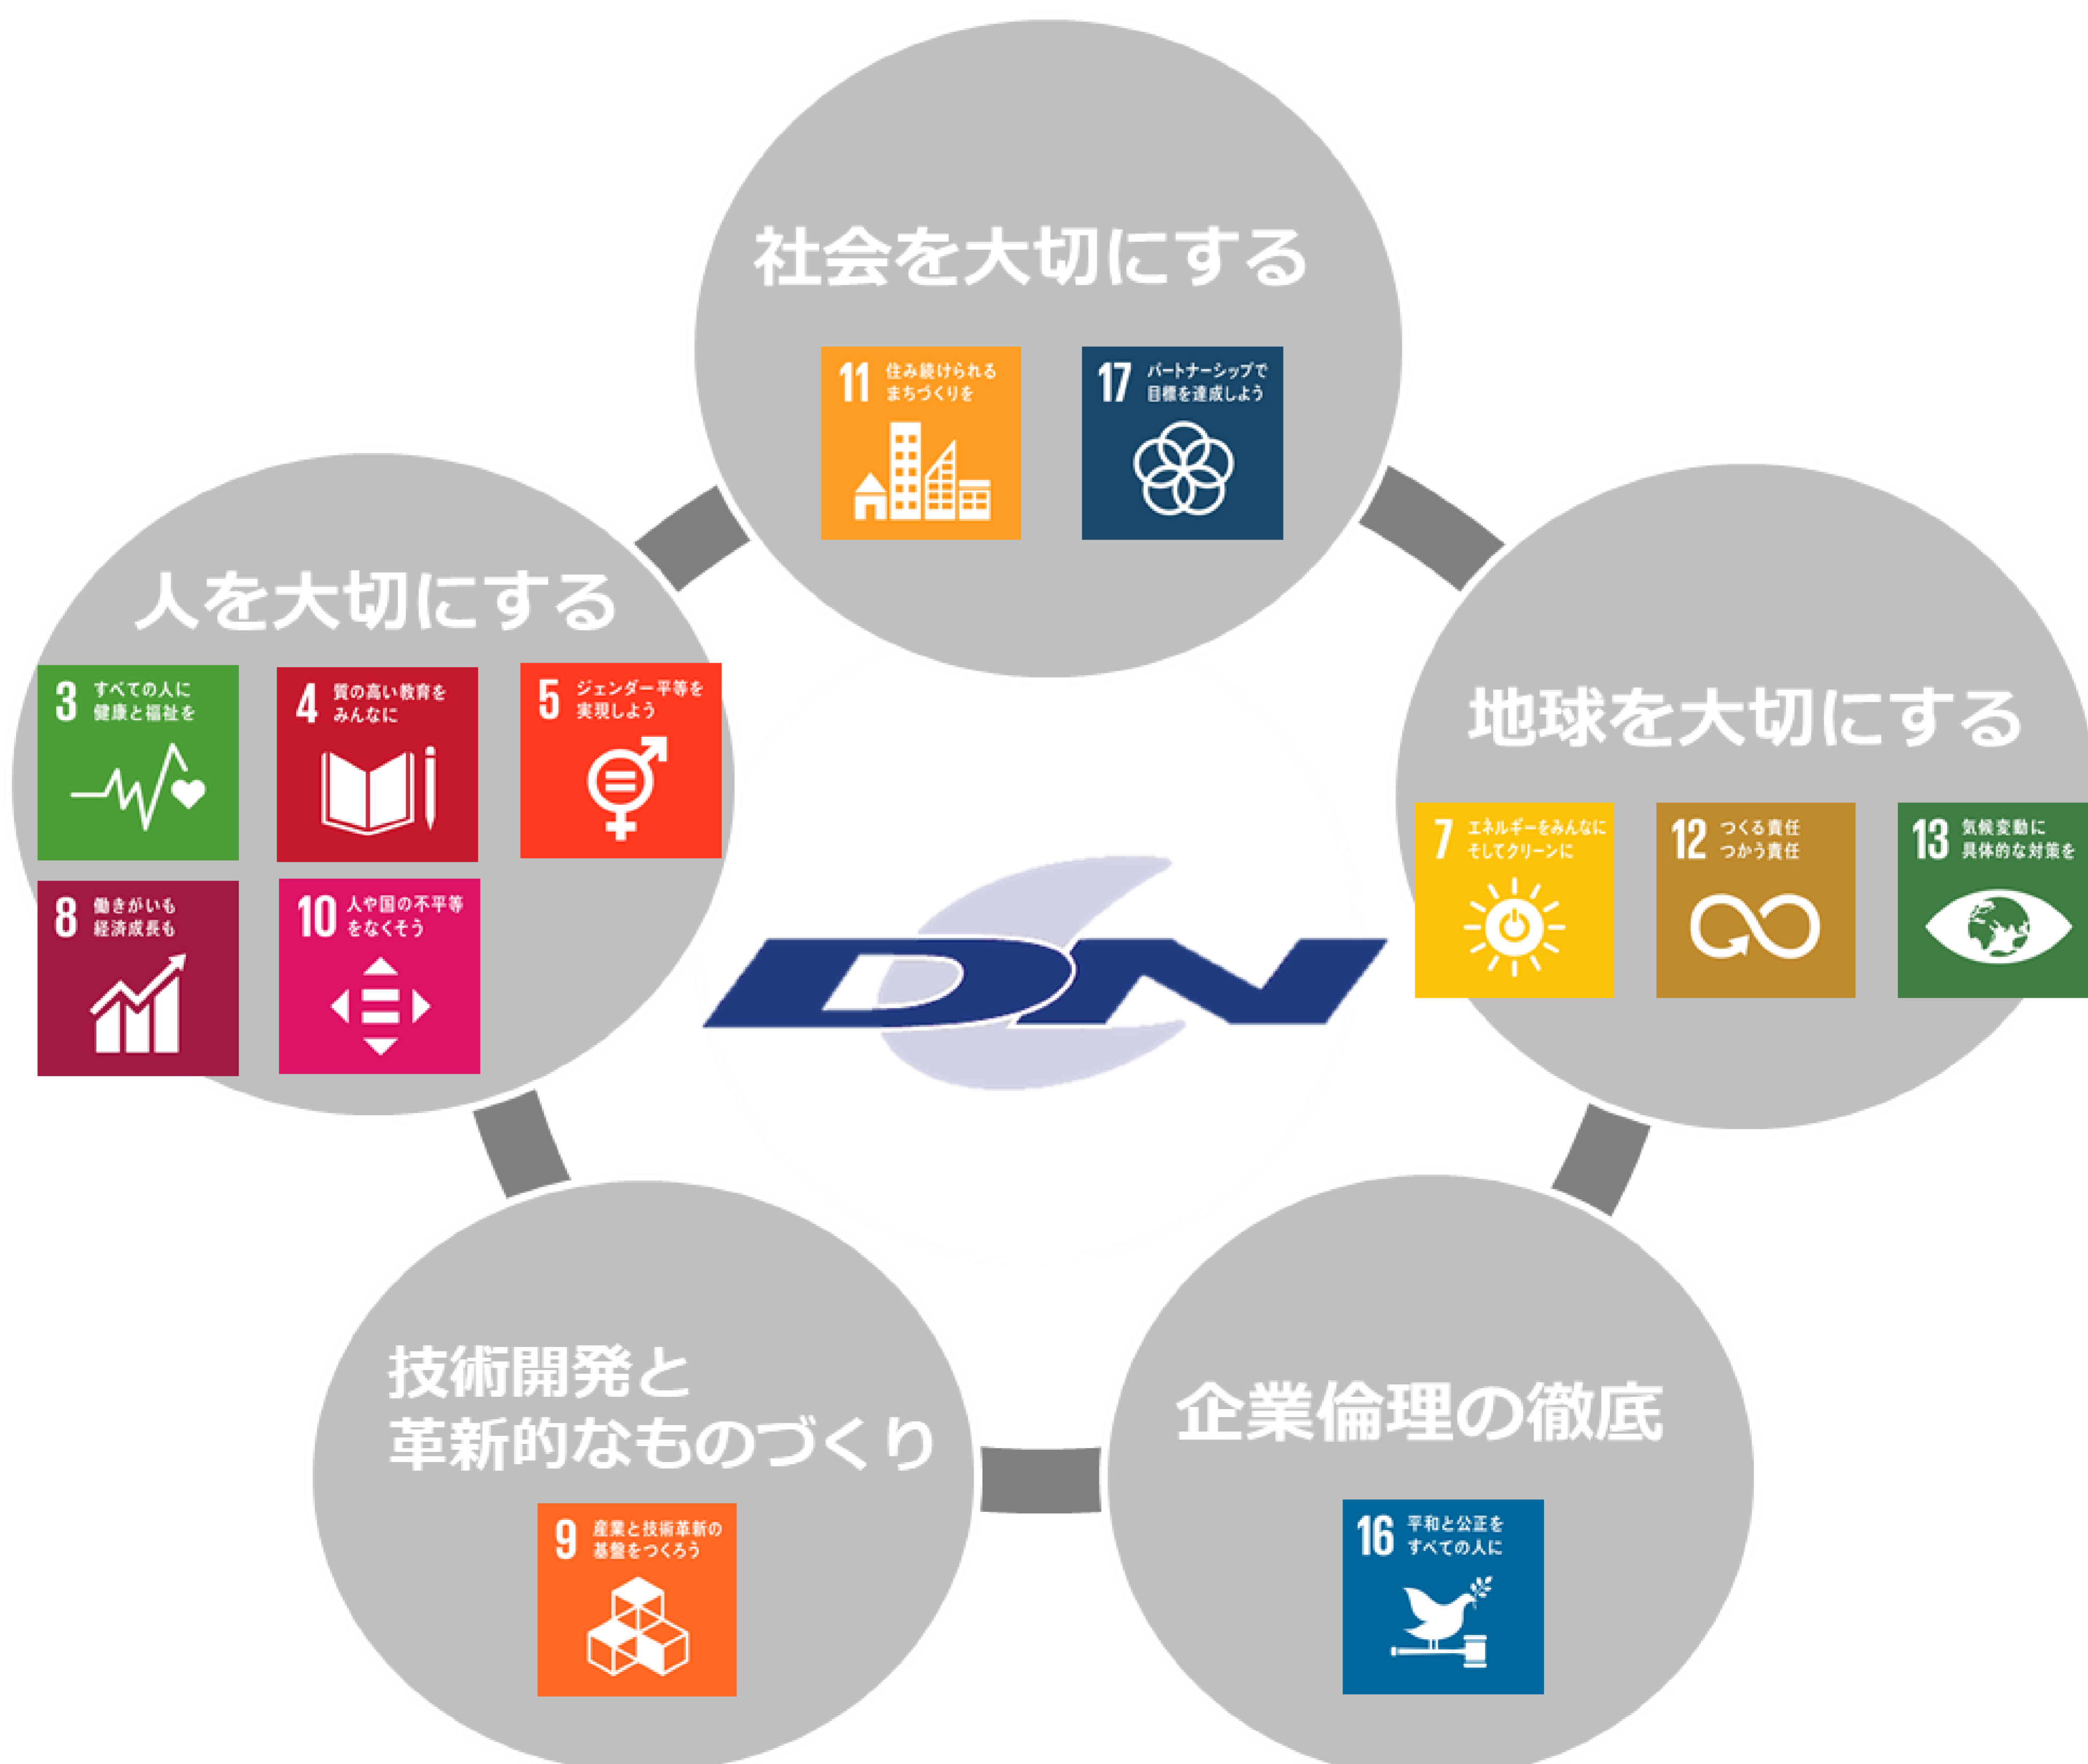 社会を大切にする
11 住み続けられる
まちづくりを
17 パートナーシップで
目標を達成しよう
人を大切にする
3 すべての人に
健康と福祉を
4 質の高い教育を
みんなに
5 ジェンダー平等を
実現しよう
8 働きがいも
経済成長も
10 人や国の不平等
をなくそう
地球を大切にする
7 エネルギーをみんなに
そしてクリーンに
12 つくる責任
つかう責任
13 気候変動に
具体的な対策を
DN
技術開発と
革新的なものづくり
9 産業と技術革新の
基盤をつくろう
企業倫理の徹底
16 平和と公正を
すべての人に